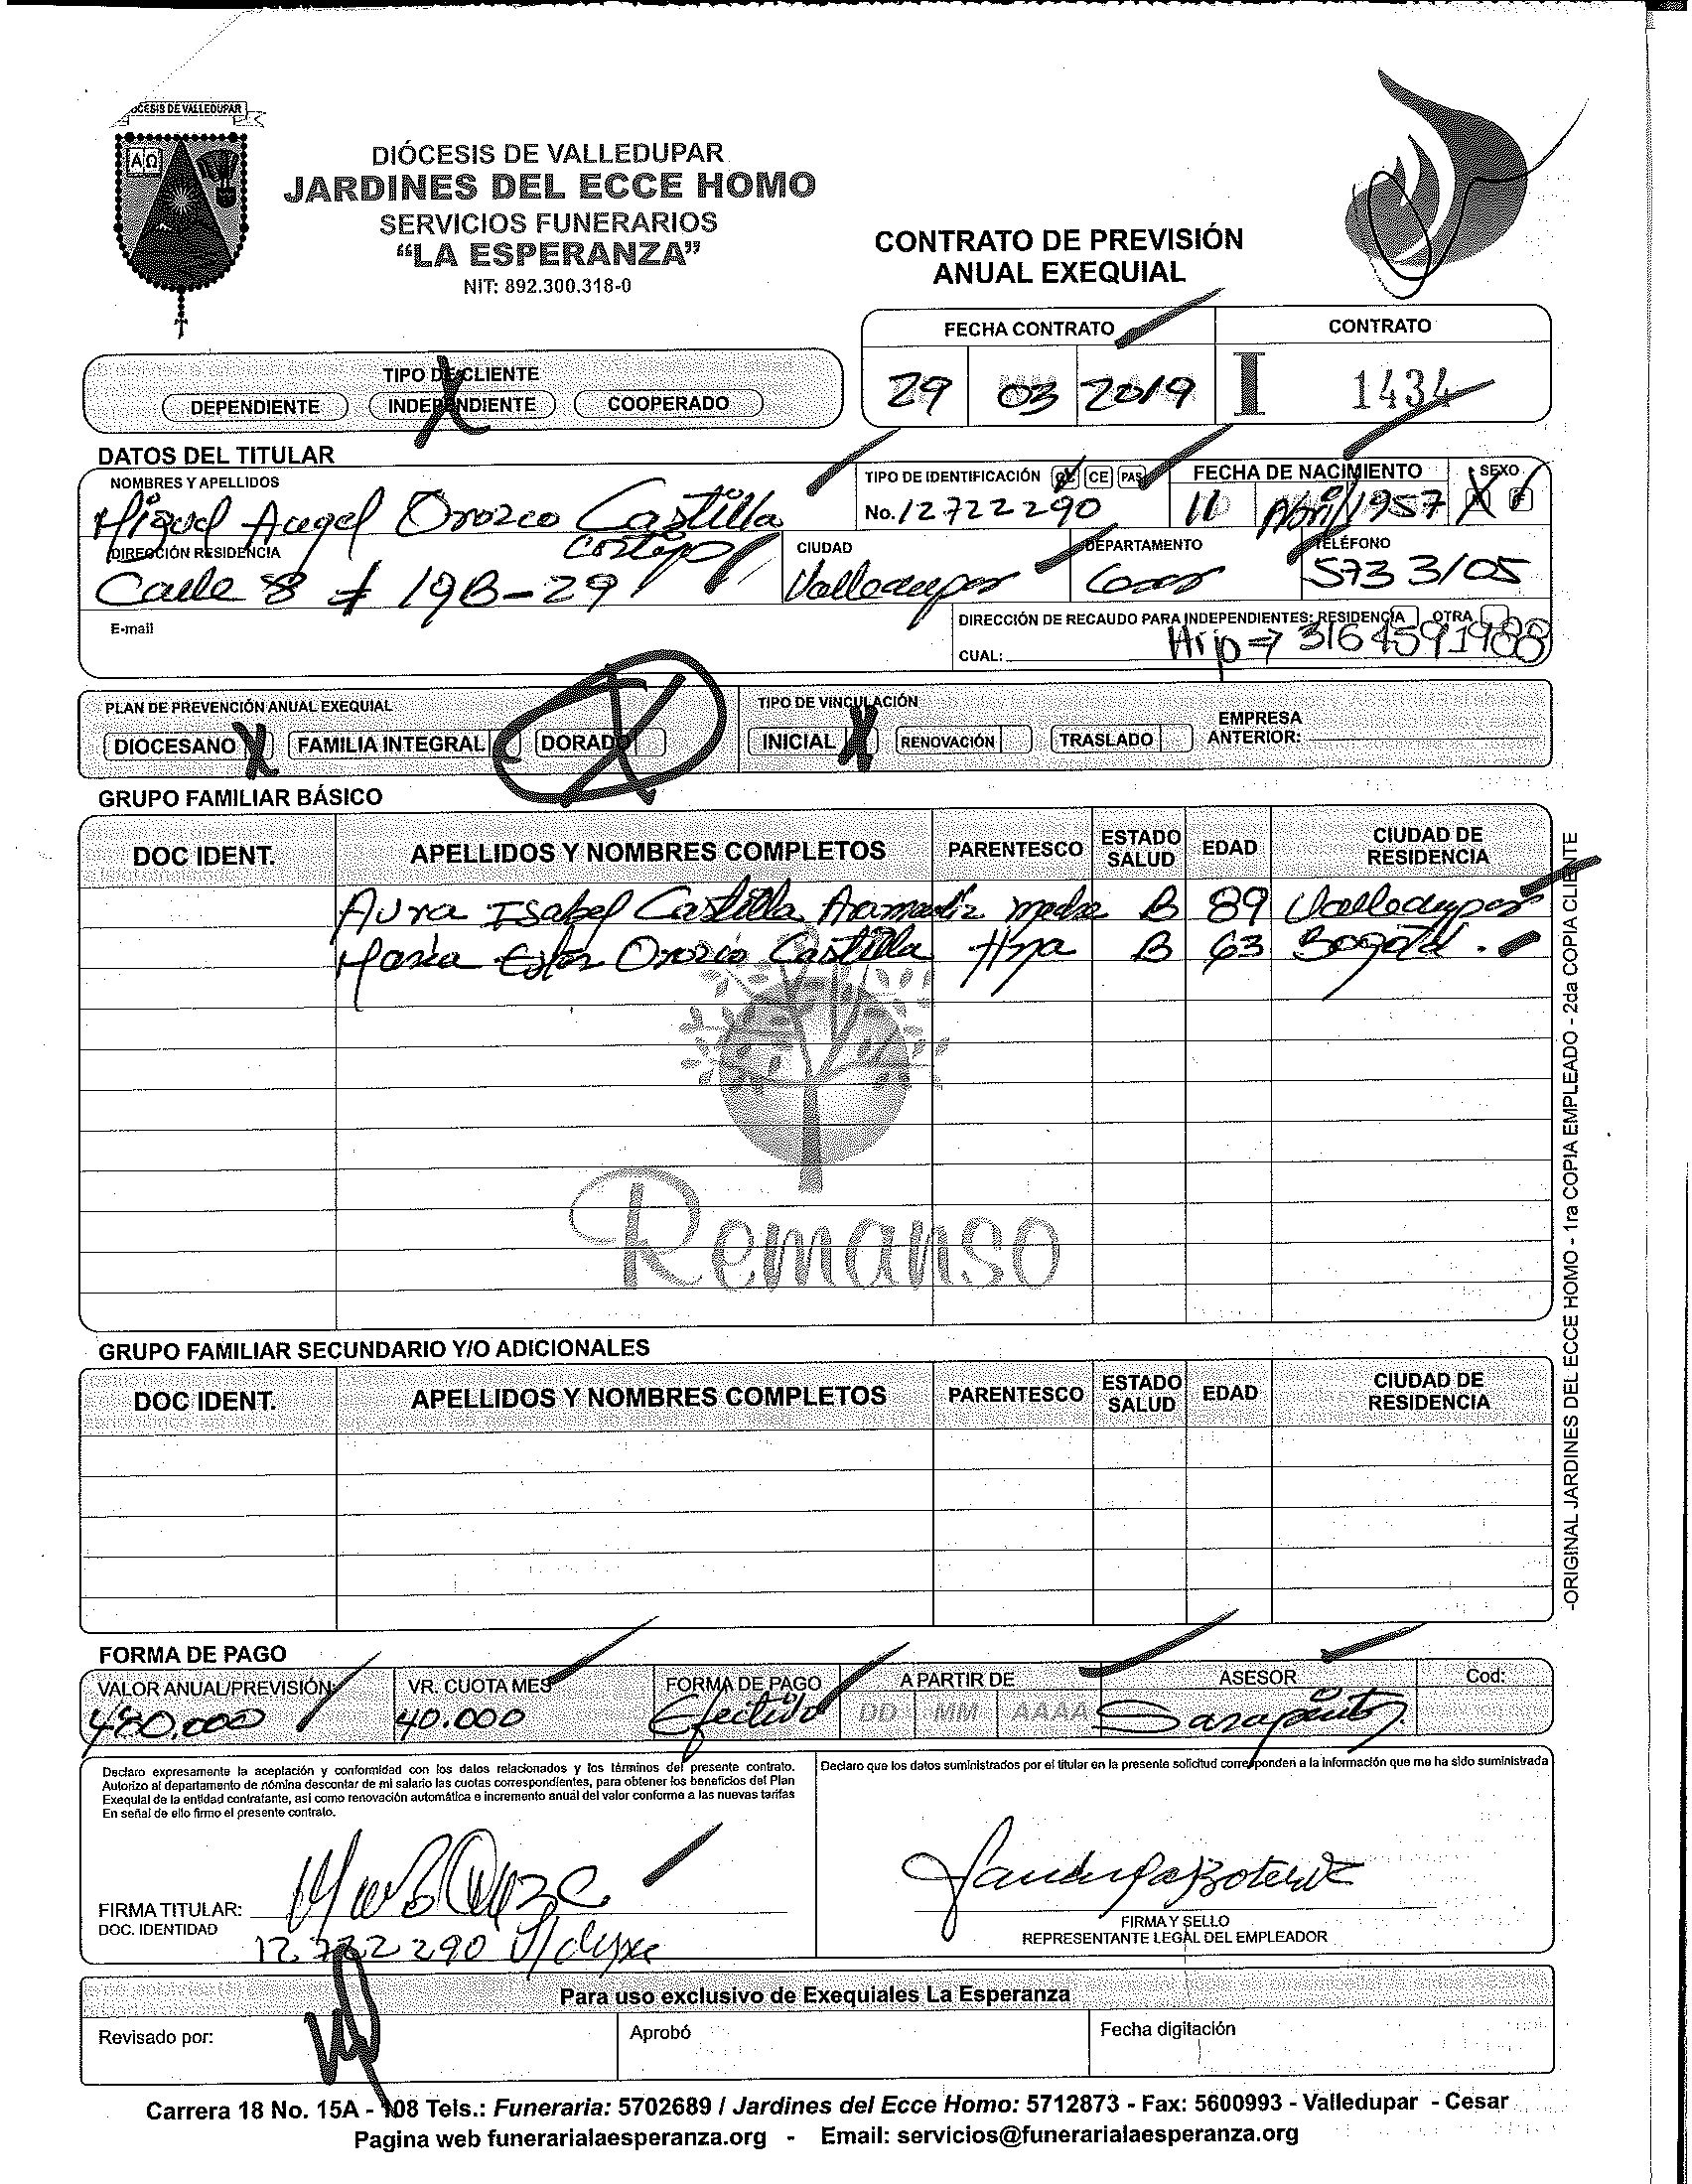 DIÓCESIS DE VALLEDUPAR
AΩ
DIÓCESIS DE VALLEDUPAR
JARDINES DEL ECCE HOMO
SERVICIOS FUNERARIOS
“LA ESPERANZA”
NIT: 892.300.318-0
CONTRATO DE PREVISIÓN
ANUAL EXEQUIAL
FECHA CONTRATO CONTRATO
29 03 2019 I 1434
TIPO DE CLIENTE
DEPENDIENTE INDEPENDIENTE X COOPERADO
DATOS DEL TITULAR
NOMBRES Y APELLIDOS TIPO DE IDENTIFICACIÓN CC CE PAS FECHA DE NACIMIENTO SEXO
Miguel Angel Orozco Castilla No. 12722290 11 Abril 1957 X F
DIRECCIÓN RESIDENCIA CIUDAD DEPARTAMENTO TELÉFONO
Calle 8 # 19B-29 Valledupar Cesar 573 3105
E-mail DIRECCIÓN DE RECAUDO PARA INDEPENDIENTES: RESIDENCIA OTRA
CUAL: Hijo ⇒ 3164591988
PLAN DE PREVENCIÓN ANUAL EXEQUIAL TIPO DE VINCULACIÓN
DIOCESANO X FAMILIA INTEGRAL DORADO X INICIAL X RENOVACIÓN TRASLADO EMPRESA ANTERIOR:
GRUPO FAMILIAR BÁSICO
DOC IDENT. APELLIDOS Y NOMBRES COMPLETOS PARENTESCO ESTADO SALUD EDAD CIUDAD DE RESIDENCIA
Aura Isabel Castilla madre B 89 Valledupar
Maria Ester Orozco Castilla Hna B 63 Bogotá.
Remanso
GRUPO FAMILIAR SECUNDARIO Y/O ADICIONALES
DOC IDENT. APELLIDOS Y NOMBRES COMPLETOS PARENTESCO ESTADO SALUD EDAD CIUDAD DE RESIDENCIA
-ORIGINAL JARDINES DEL ECCE HOMO - 1ra COPIA EMPLEADO - 2da COPIA CLIENTE
FORMA DE PAGO
VALOR ANUAL/PREVISIÓN VR. CUOTA MES FORMA DE PAGO A PARTIR DE ASESOR Cod:
480.000 40.000 Efectivo DD MM AAAA
Declaro expresamente la aceptación y conformidad con los datos relacionados y los términos del presente contrato.
Autorizo al departamento de nómina descontar de mi salario las cuotas correspondientes, para obtener los beneficios del Plan
Exequial de la entidad contratante, así como renovación automática e incremento anual del valor conforme a las nuevas tarifas
En señal de ello firmo el presente contrato.
Declaro que los datos suministrados por el titular en la presente solicitud corresponden a la información que me ha sido suministrada
FIRMA TITULAR:
DOC. IDENTIDAD
12.722290 V/dupar
FIRMA Y SELLO
REPRESENTANTE LEGAL DEL EMPLEADOR
Para uso exclusivo de Exequiales La Esperanza
Revisado por: Aprobó Fecha digitación
Carrera 18 No. 15A - 108 Tels.: Funeraria: 5702689 / Jardines del Ecce Homo: 5712873 - Fax: 5600993 - Valledupar - Cesar
Pagina web funerarialaesperanza.org - Email: servicios@funerarialaesperanza.org